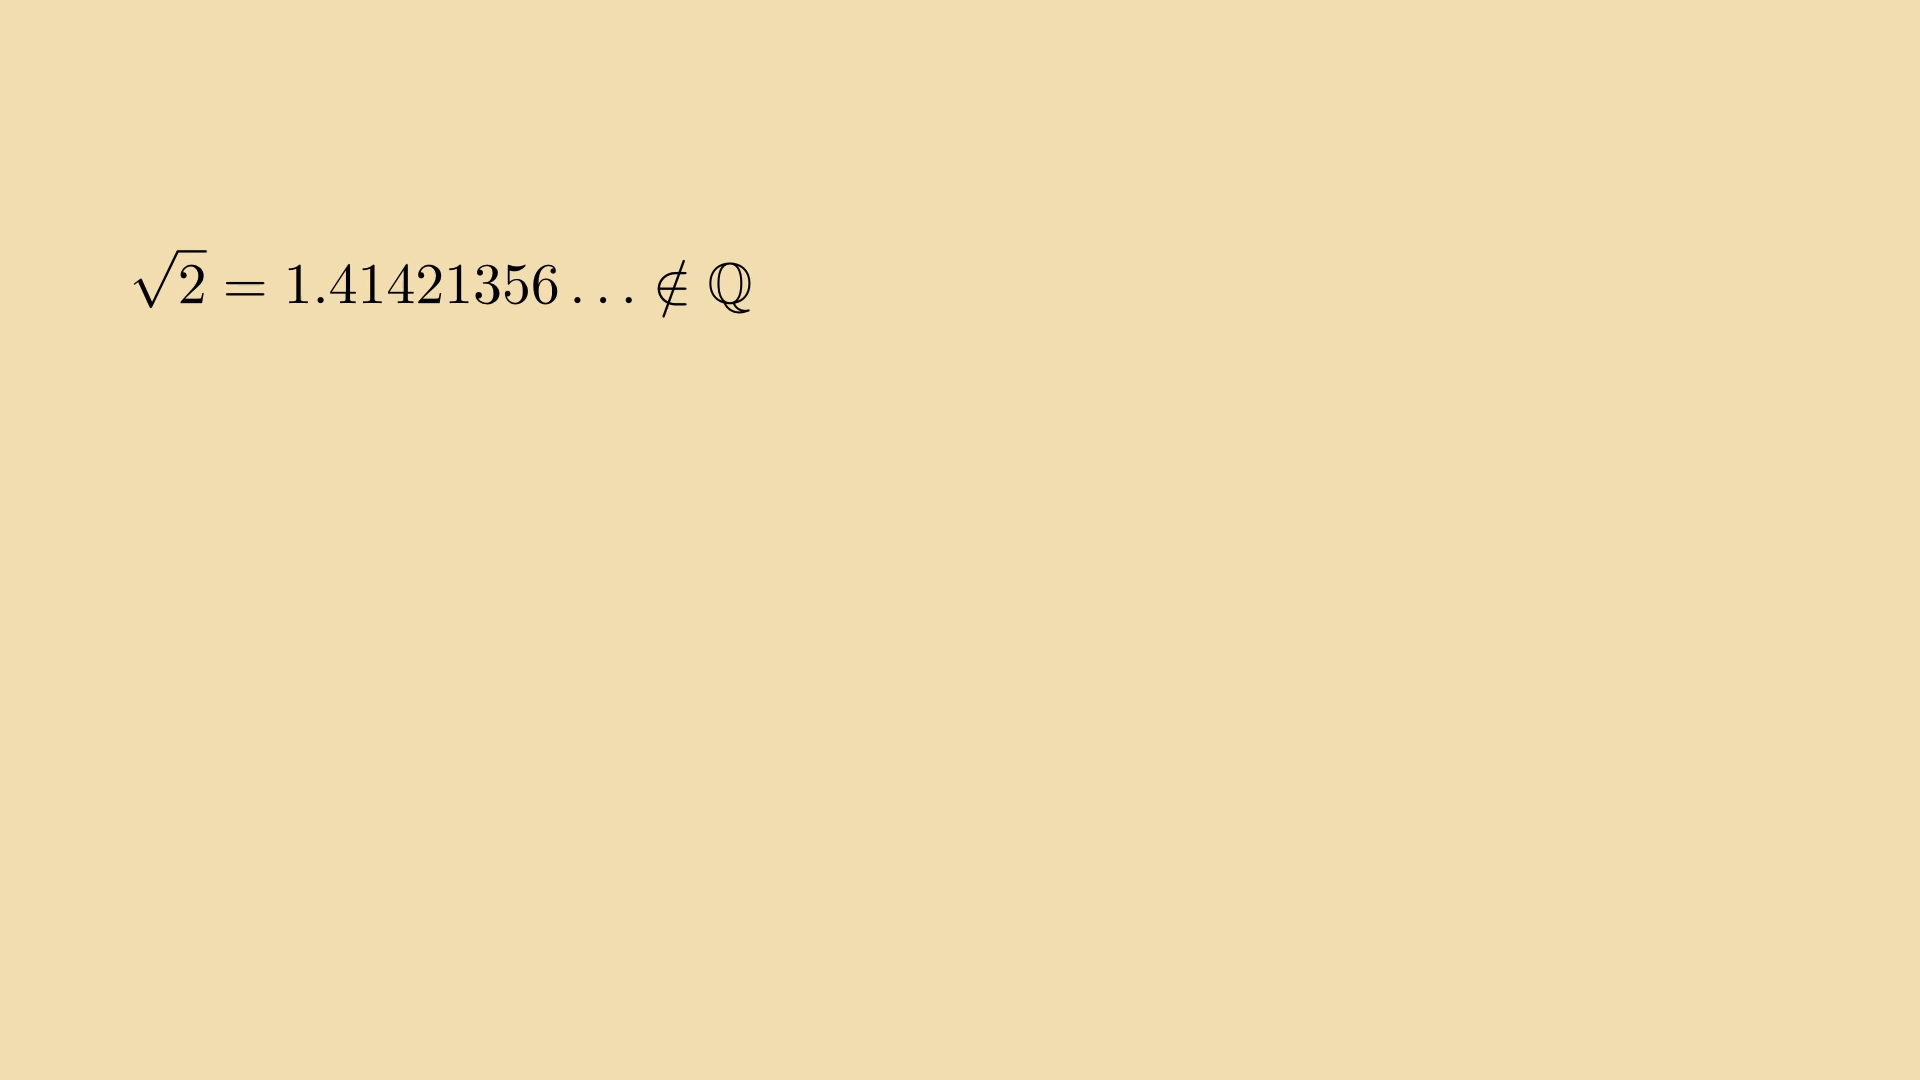 √2 = 1.41421356… ∉ ℚ